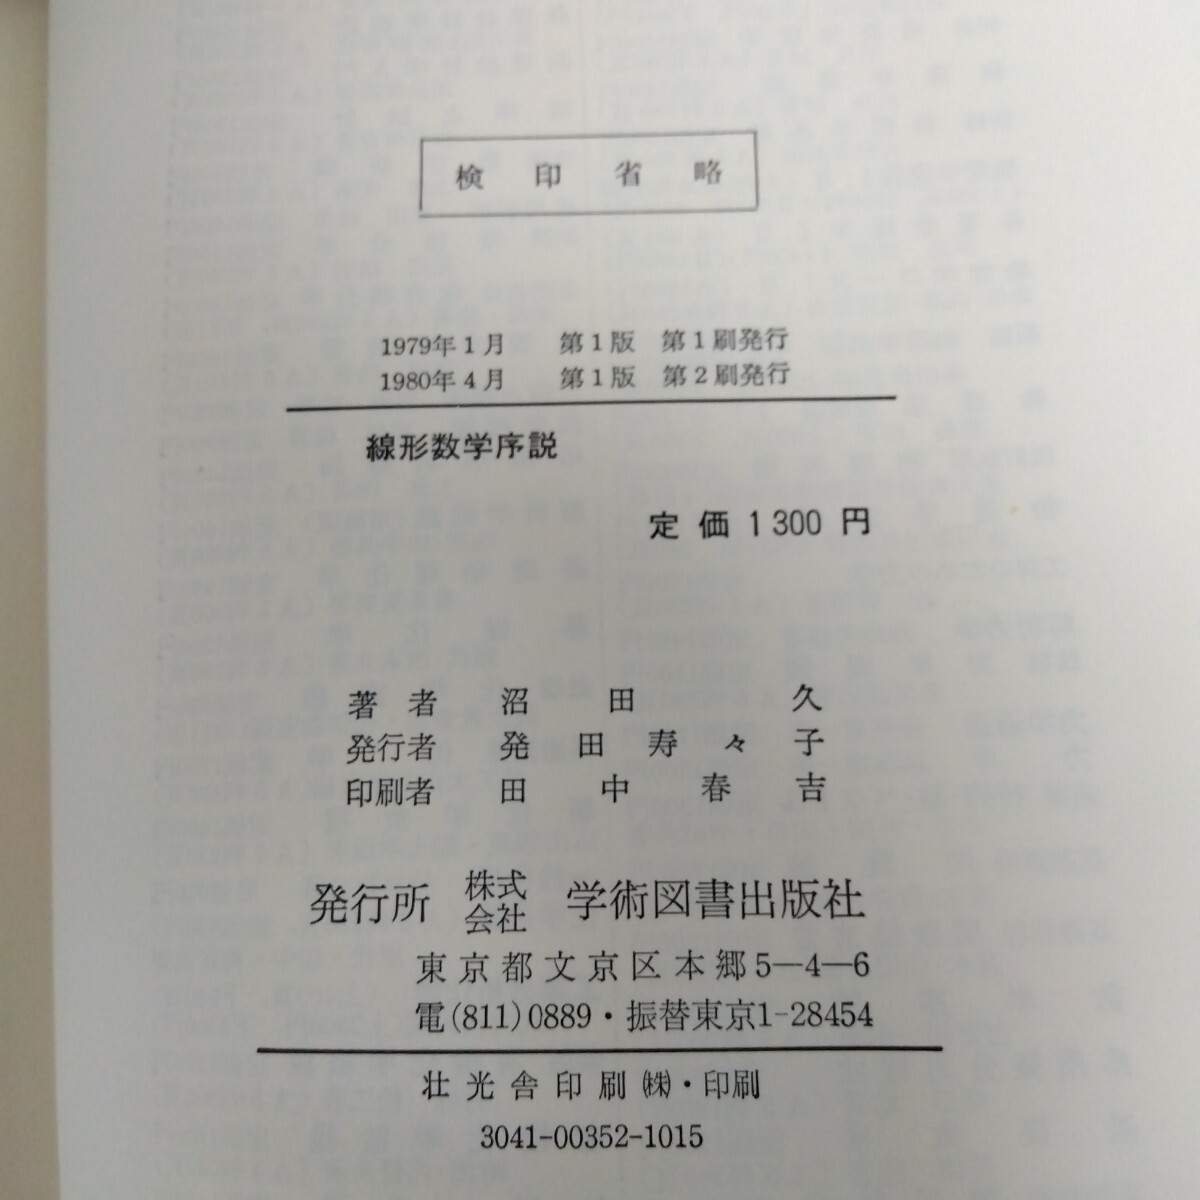 検印省略
1979年1月 第1版 第1刷発行
1980年4月 第1版 第2刷発行
線形数学序説
定価1300円
著者 沼田 久
発行者 発田寿々子
印刷者 田中春吉
発行所 株式会社 学術図書出版社
東京都文京区本郷5―4―6
電(811)0889・振替東京1-28454
壮光舎印刷㈱・印刷
3041-00352-1015